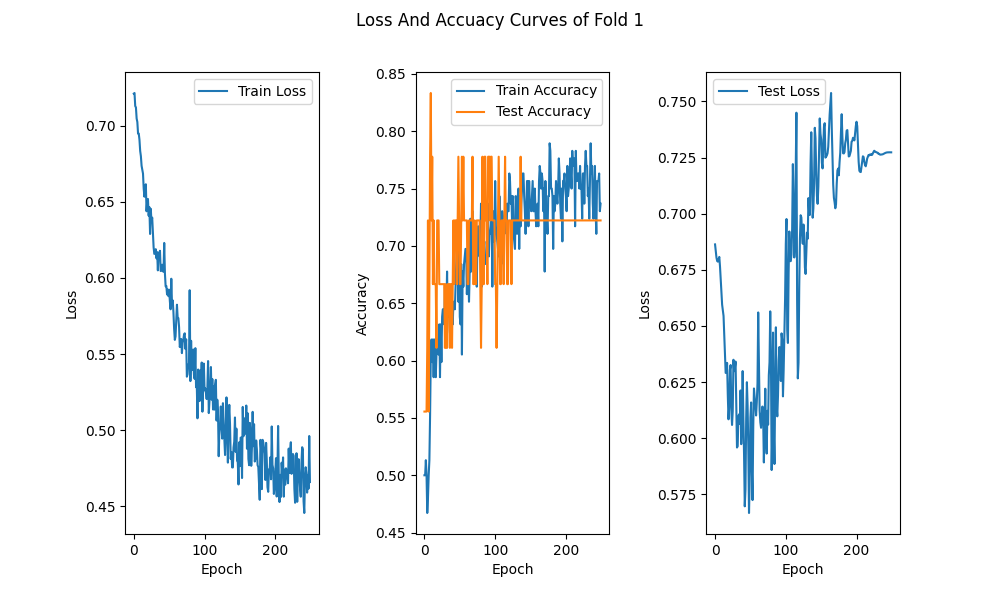 Loss And Accuacy Curves of Fold 1
Train Loss
0.70
0.65
0.60
0.55
0.50
0.45
Loss
0 100 200
Epoch
Train Accuracy
Test Accuracy
0.85
0.80
0.75
0.70
0.65
0.60
0.55
0.50
0.45
Accuracy
0 100 200
Epoch
Test Loss
0.750
0.725
0.700
0.675
0.650
0.625
0.600
0.575
Loss
0 100 200
Epoch